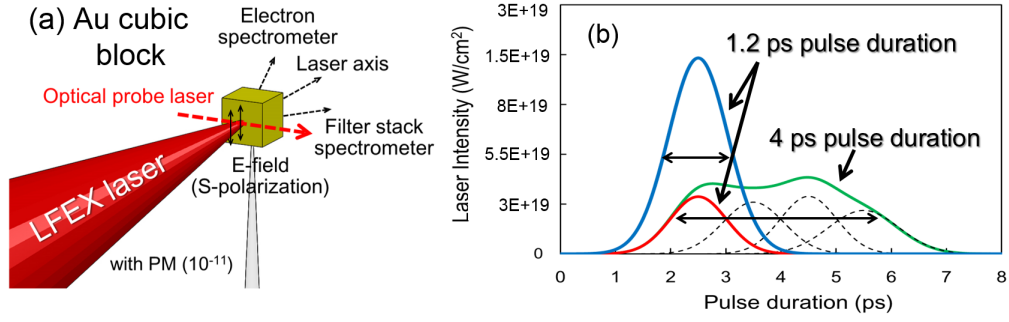 (a) Au cubic
block
Electron
spectrometer
Laser axis
Optical probe laser
Filter stack
spectrometer
E-field
(S-polarization)
LFEX laser
with PM (10⁻¹¹)
(b)
1.2 ps pulse duration
4 ps pulse duration
Laser Intensity (W/cm²)
3E+19
1.5E+19
8E+19
5.5E+19
3E+19
0
0 1 2 3 4 5 6 7 8
Pulse duration (ps)